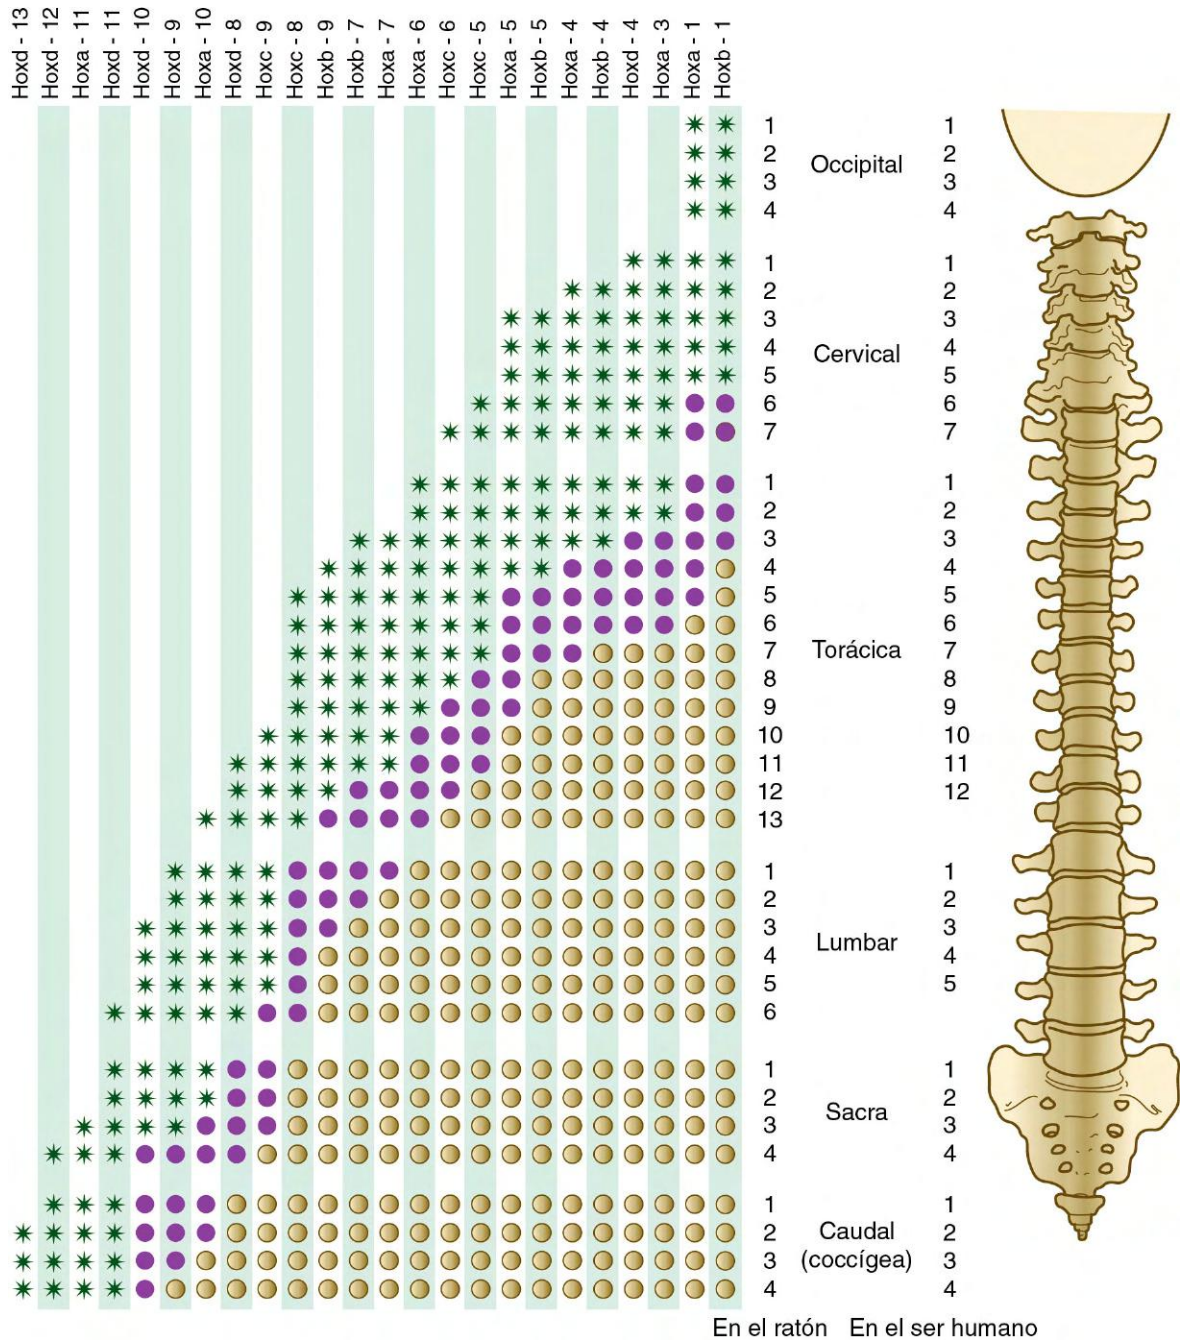 Hoxd - 13
Hoxd - 12
Hoxa - 11
Hoxd - 11
Hoxd - 10
Hoxd - 9
Hoxa - 10
Hoxd - 8
Hoxc - 9
Hoxc - 8
Hoxb - 9
Hoxb - 7
Hoxa - 7
Hoxa - 6
Hoxc - 6
Hoxc - 5
Hoxa - 5
Hoxb - 5
Hoxa - 4
Hoxb - 4
Hoxd - 4
Hoxa - 3
Hoxa - 1
Hoxb - 1
1 1
2 2
Occipital
3 3
4 4
1 1
2 2
3 3
4 4
Cervical
5 5
6 6
7 7
1 1
2 2
3 3
4 4
5 5
6 6
7 Torácica 7
8 8
9 9
10 10
11 11
12 12
13
1 1
2 2
3 3
Lumbar
4 4
5 5
6
1 1
2 2
Sacra
3 3
4 4
1 1
2 Caudal 2
3 (coccígea) 3
4 4
En el ratón En el ser humano